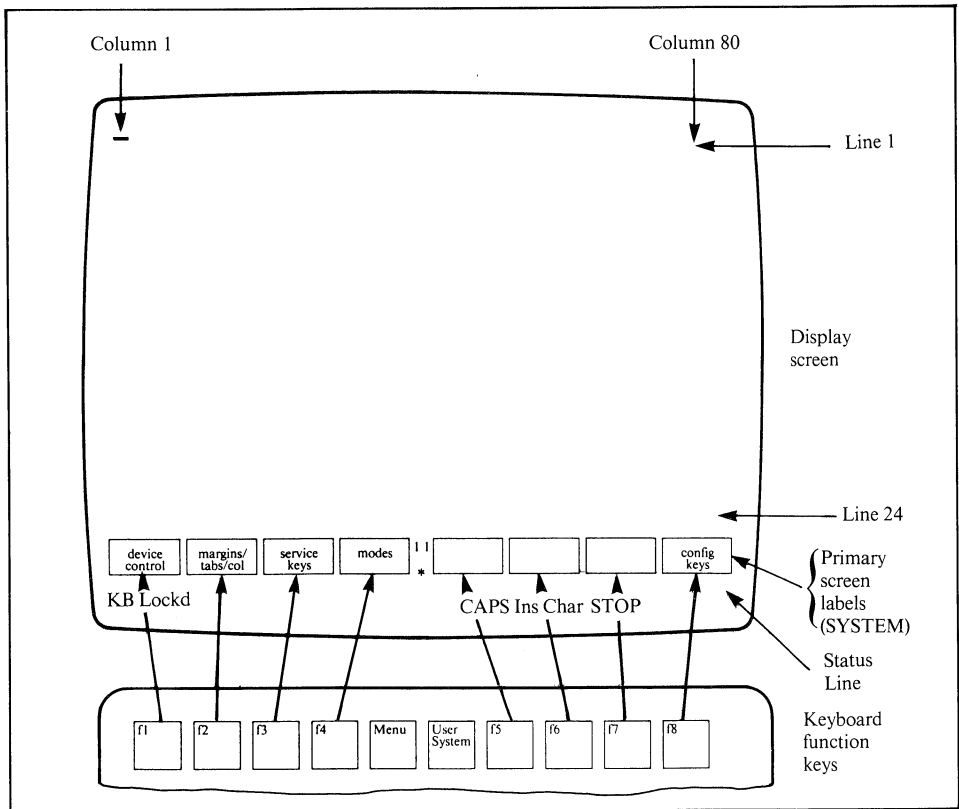 Column 1
Column 80
Line 1
Display
screen
Line 24
device
control
margins/
tabs/col
service
keys
modes
1 1
*
config
keys
Primary
screen
labels
(SYSTEM)
KB Lockd
CAPS Ins Char STOP
Status
Line
f1
f2
f3
f4
Menu
User
System
f5
f6
f7
f8
Keyboard
function
keys